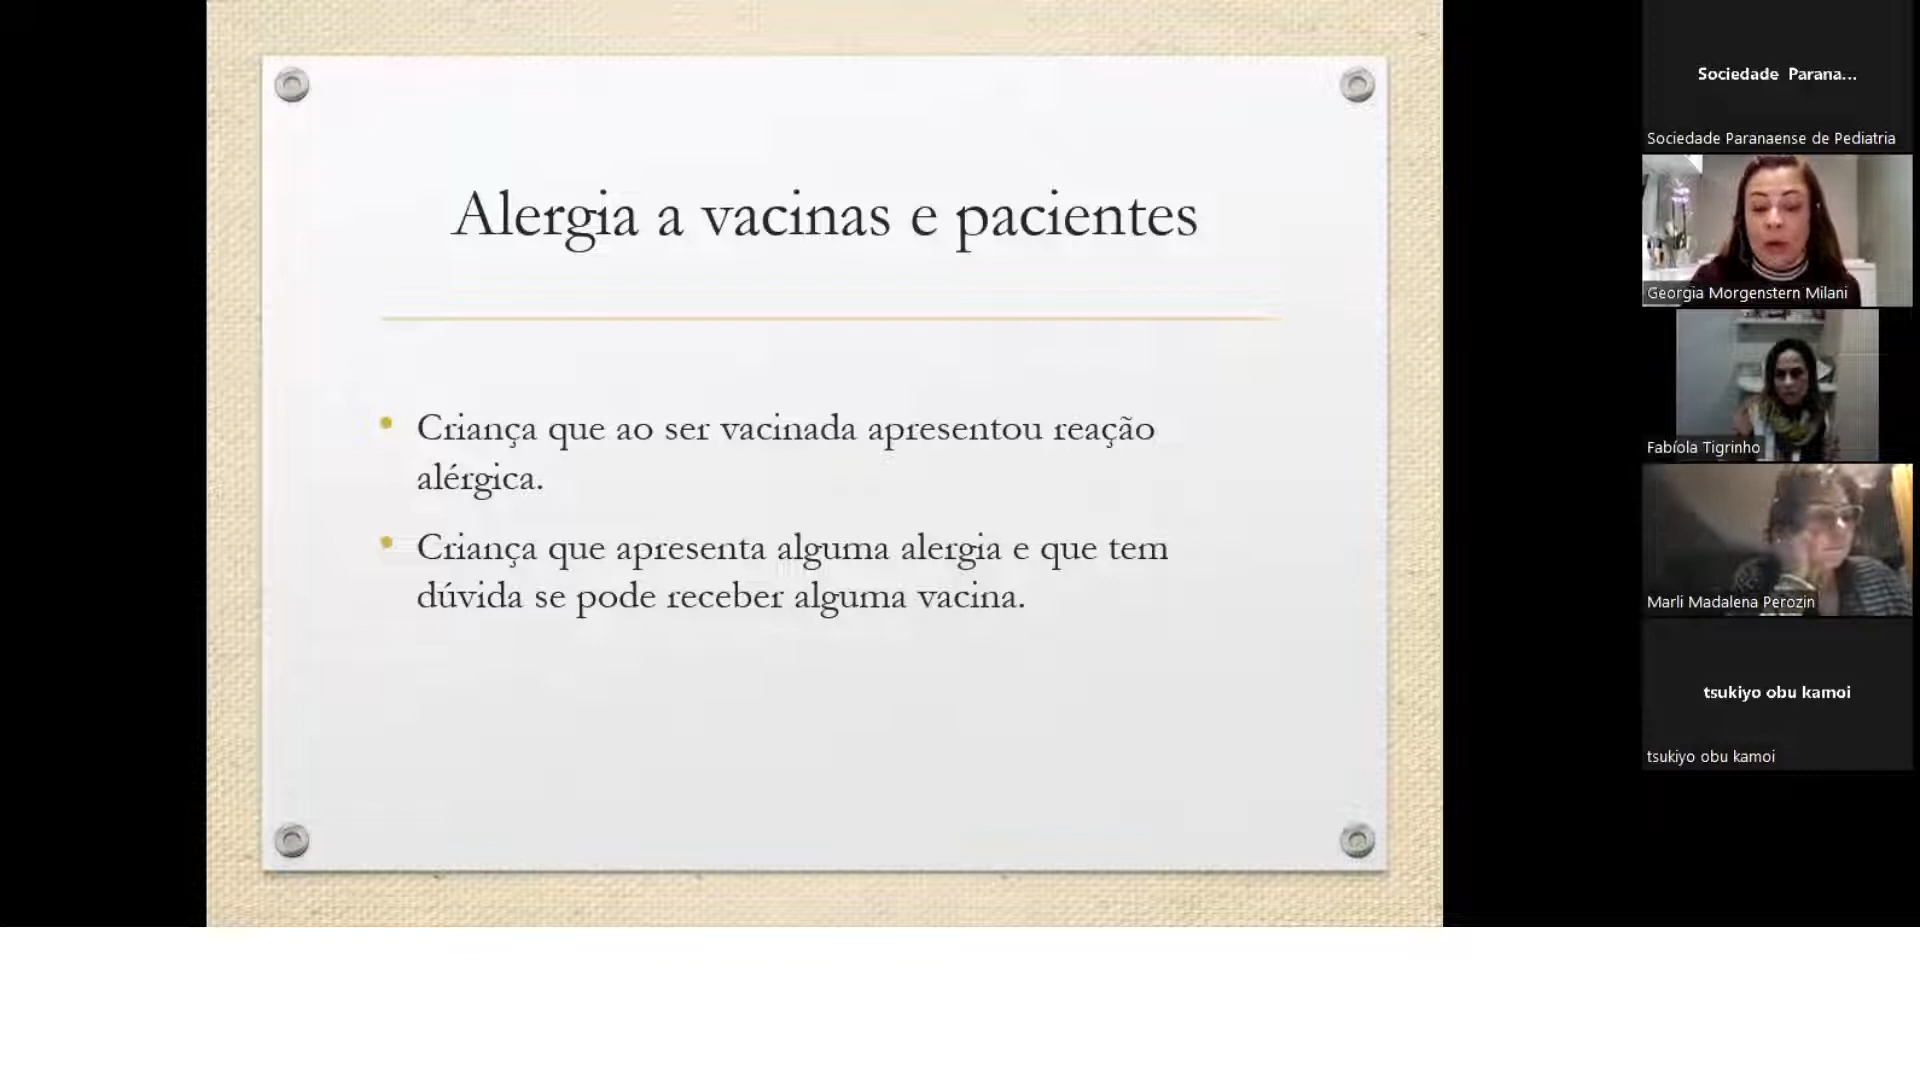 Alergia a vacinas e pacientes
Criança que ao ser vacinada apresentou reação
alérgica.
Criança que apresenta alguma alergia e que tem
dúvida se pode receber alguma vacina.
Sociedade Parana...
Sociedade Paranaense de Pediatria
Georgia Morgenstern Milani
Fabíola Tigrinho
Marli Madalena Perozin
tsukiyo obu kamoi
tsukiyo obu kamoi